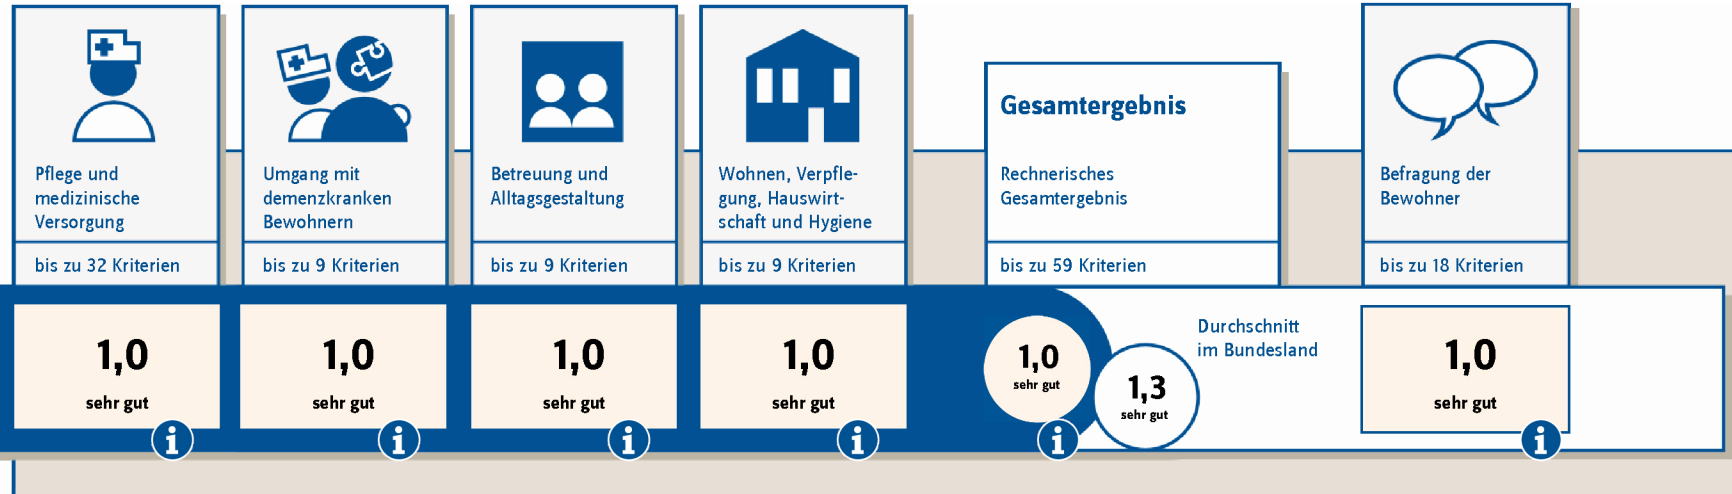 Pflege und
medizinische
Versorgung
bis zu 32 Kriterien
1,0
sehr gut
Umgang mit
demenzkranken
Bewohnern
bis zu 9 Kriterien
1,0
sehr gut
Betreuung und
Alltagsgestaltung
bis zu 9 Kriterien
1,0
sehr gut
Wohnen, Verpfle-
gung, Hauswirt-
schaft und Hygiene
bis zu 9 Kriterien
1,0
sehr gut
Gesamtergebnis
Rechnerisches
Gesamtergebnis
bis zu 59 Kriterien
1,0
sehr gut
1,3
sehr gut
Durchschnitt
im Bundesland
Befragung der
Bewohner
bis zu 18 Kriterien
1,0
sehr gut